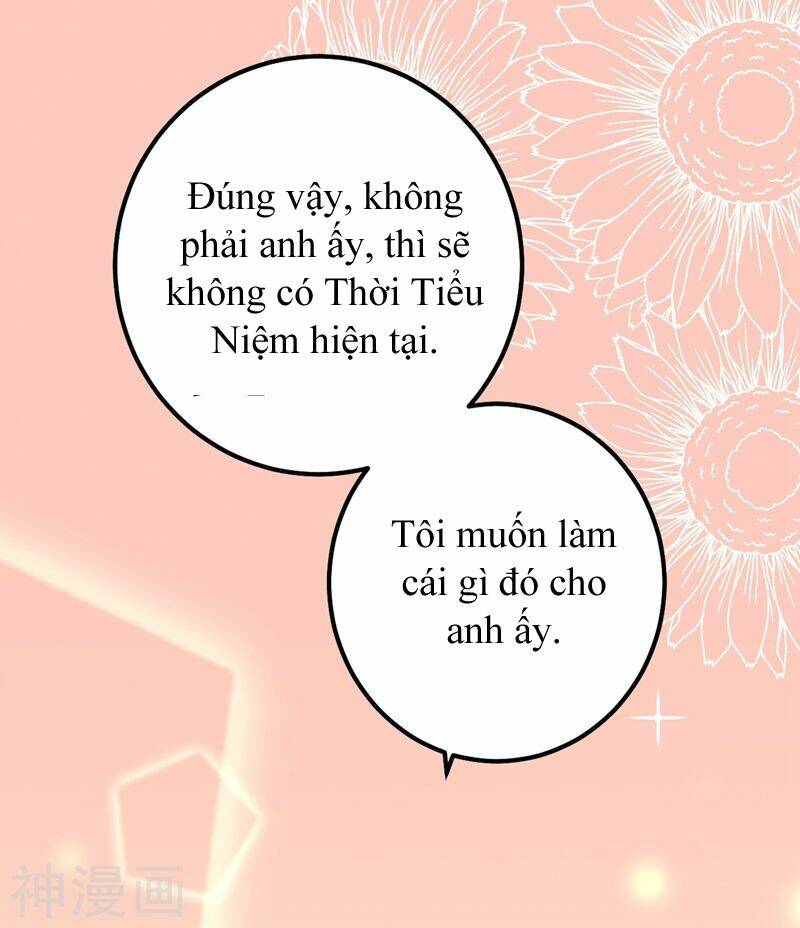 Đúng vậy, không
phải anh ấy, thì sẽ
không có Thời Tiểu
Niệm hiện tại.
Tôi muốn làm
cái gì đó cho
anh ấy.
神漫画